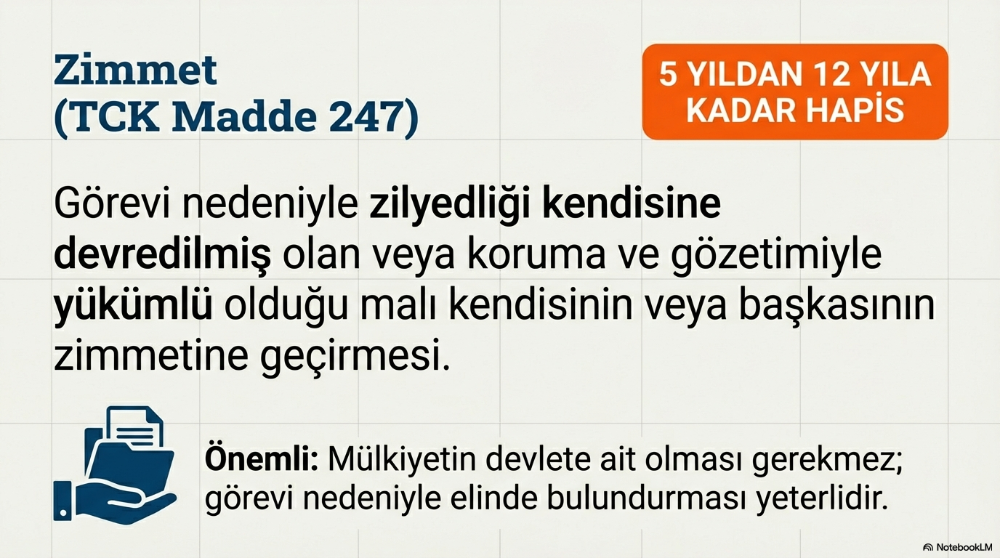 Zimmet
(TCK Madde 247)
5 YILDAN 12 YILA
KADAR HAPİS
Görevi nedeniyle zilyedliği kendisine
devredilmiş olan veya koruma ve gözetimiyle
yükümlü olduğu malı kendisinin veya başkasının
zimmetine geçirmesi.
Önemli: Mülkiyetin devlete ait olması gerekmez;
görevi nedeniyle elinde bulundurması yeterlidir.
NotebookLM